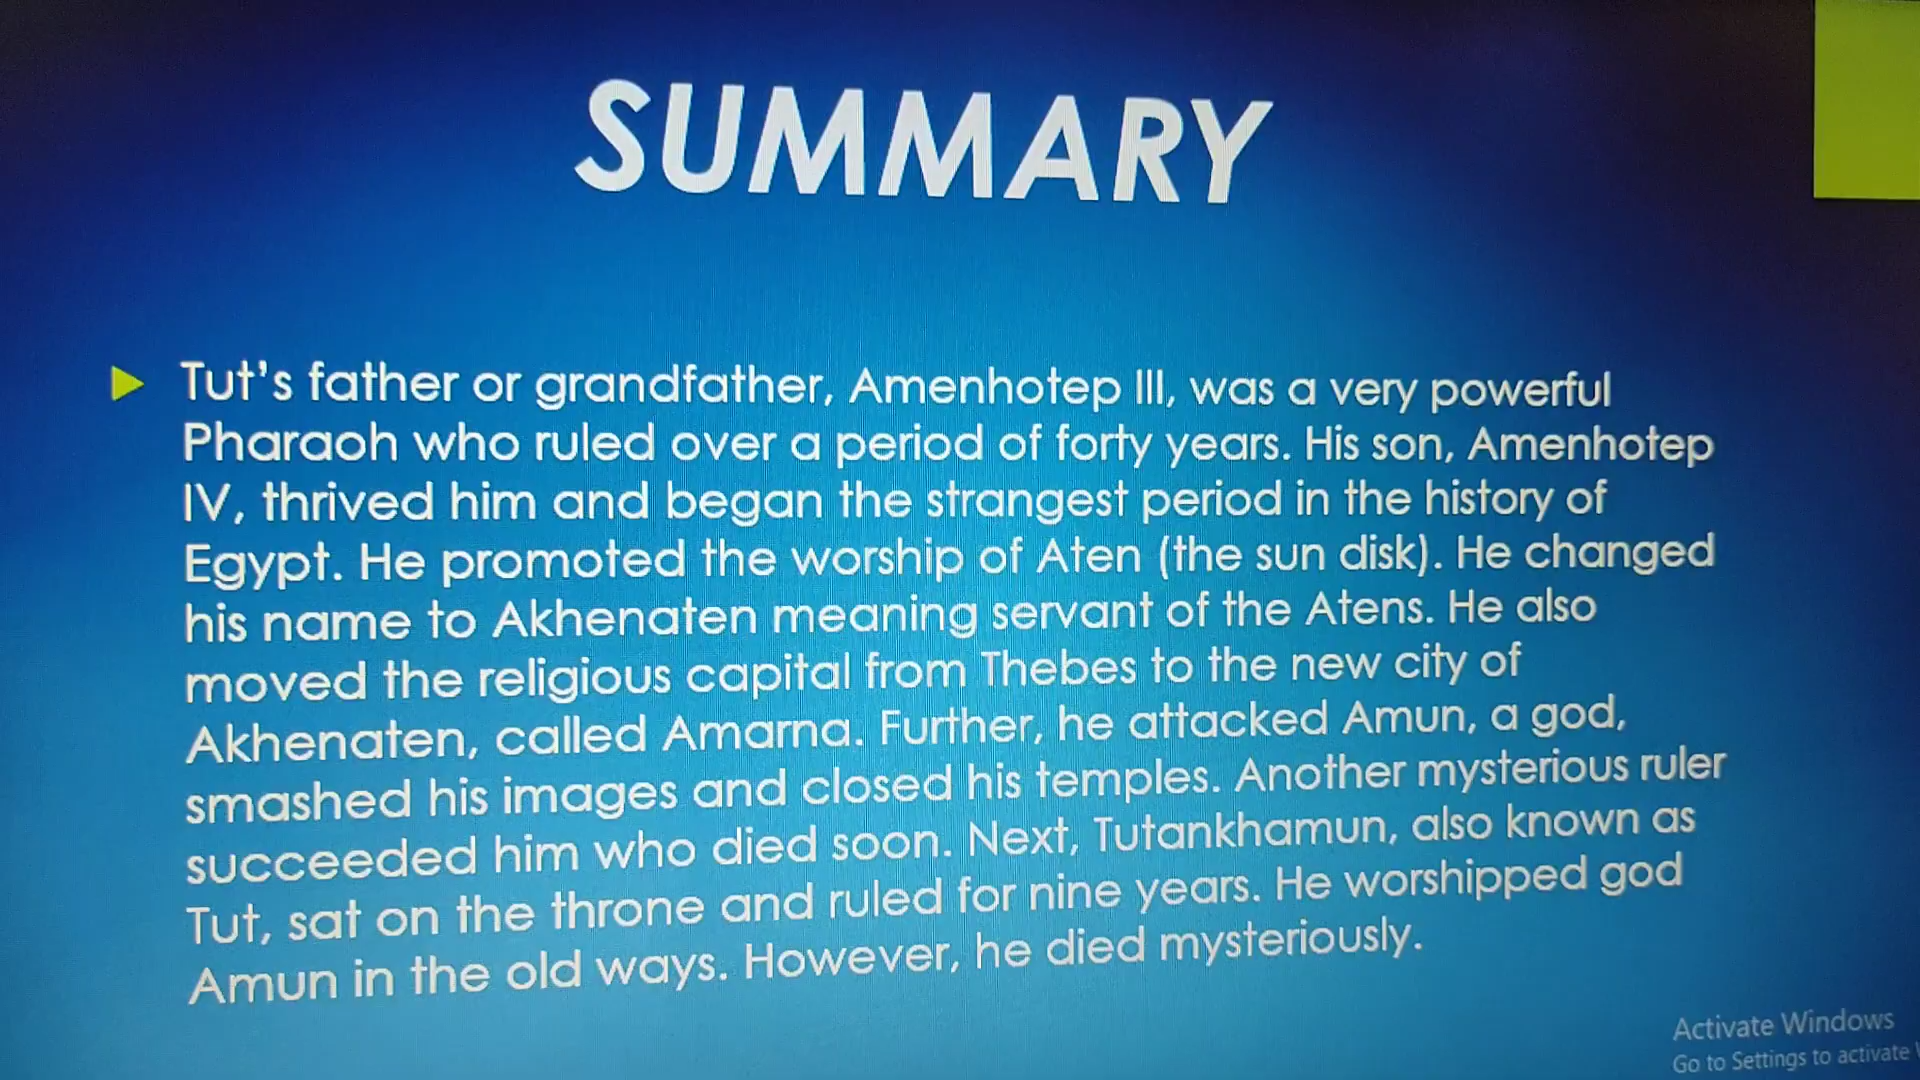 SUMMARY
Tut's father or grandfather, Amenhotep III, was a very powerful
Pharaoh who ruled over a period of forty years. His son, Amenhotep
IV, thrived him and began the strangest period in the history of
Egypt. He promoted the worship of Aten (the sun disk). He changed
his name to Akhenaten meaning servant of the Atens. He also
moved the religious capital from Thebes to the new city of
Akhenaten, called Amarna. Further, he attacked Amun, a god,
smashed his images and closed his temples. Another mysterious ruler
succeeded him who died soon. Next, Tutankhamun, also known as
Tut, sat on the throne and ruled for nine years. He worshipped god
Amun in the old ways. However, he died mysteriously.
Activate Windows
Go to Settings to activate